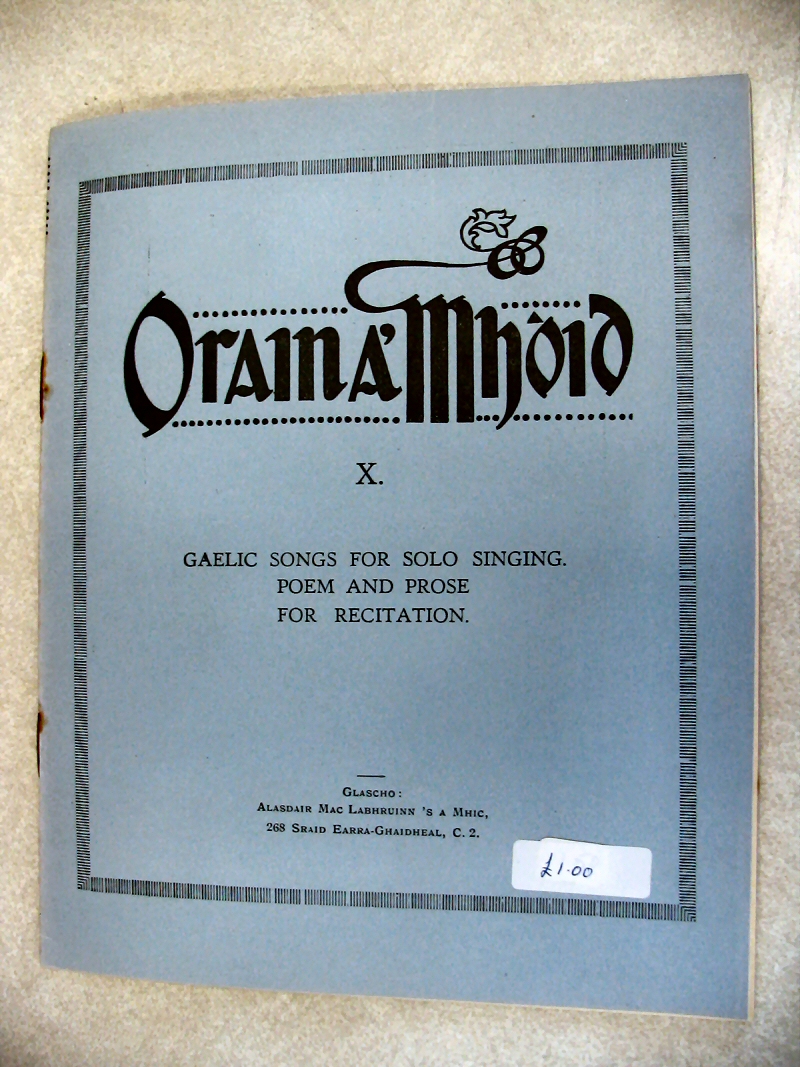 Orain a' Mhòid
X.
GAELIC SONGS FOR SOLO SINGING.
POEM AND PROSE
FOR RECITATION.
GLASCHO:
ALASDAIR MAC LABHRUINN 'S A MHIC,
268 SRAID EARRA-GHAIDHEAL, C. 2.
£1.00